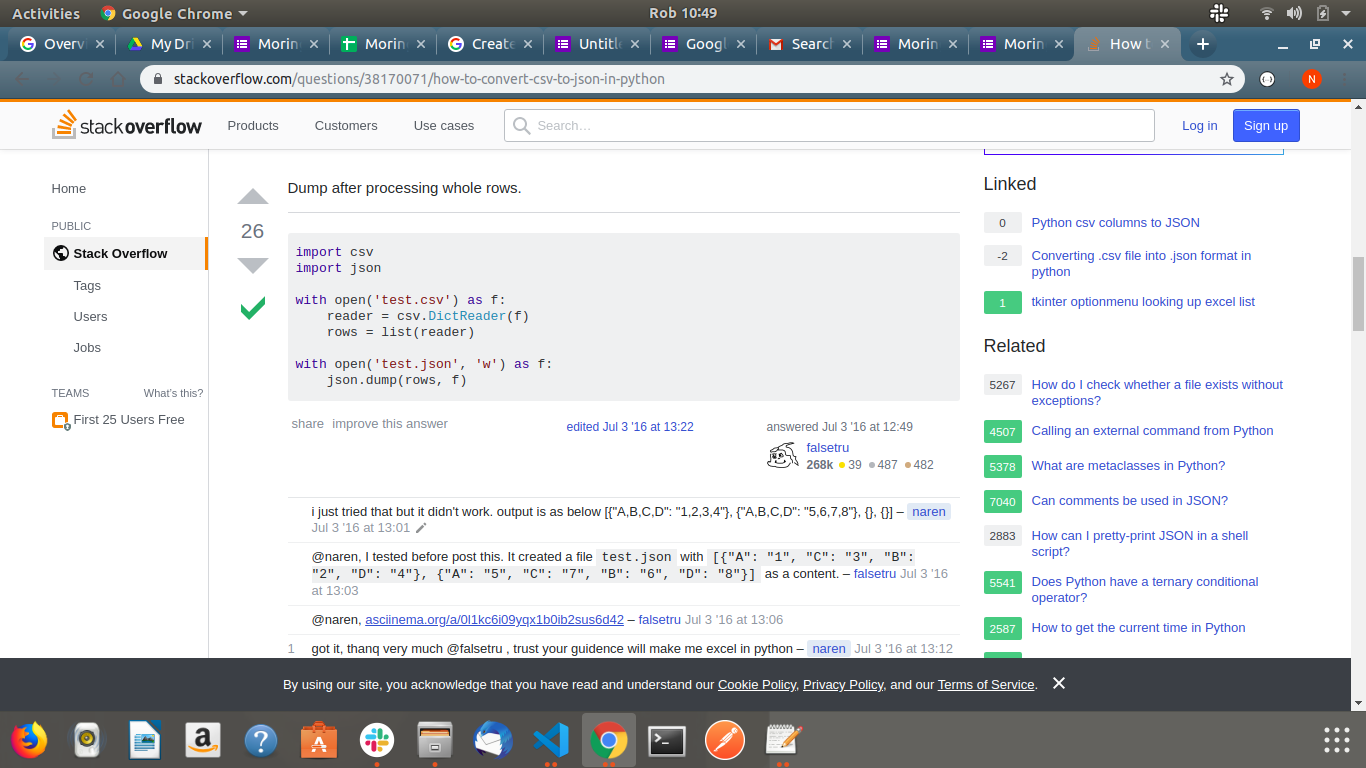 Activities Google Chrome Rob 10:49
Overv My Dri Morin Morin Create Untitle Googl Search Morin Morin How t
stackoverflow.com/questions/38170071/how-to-convert-csv-to-json-in-python N
stackoverflow Products Customers Use cases Search… Log in Sign up
Home
PUBLIC
Stack Overflow
Tags
Users
Jobs
TEAMS What's this?
First 25 Users Free
26
Dump after processing whole rows.
import csv
import json
with open('test.csv') as f:
    reader = csv.DictReader(f)
    rows = list(reader)
with open('test.json', 'w') as f:
    json.dump(rows, f)
share improve this answer
edited Jul 3 '16 at 13:22
answered Jul 3 '16 at 12:49
falsetru
268k 39 487 482
i just tried that but it didn't work. output is as below [{"A,B,C,D": "1,2,3,4"}, {"A,B,C,D": "5,6,7,8"}, {}, {}] – naren
Jul 3 '16 at 13:01
@naren, I tested before post this. It created a file test.json with [{"A": "1", "C": "3", "B":
"2", "D": "4"}, {"A": "5", "C": "7", "B": "6", "D": "8"}] as a content. – falsetru Jul 3 '16
at 13:03
@naren, asciinema.org/a/0l1kc6i09yqx1b0ib2sus6d42 – falsetru Jul 3 '16 at 13:06
1 got it, thanq very much @falsetru , trust your guidence will make me excel in python – naren Jul 3 '16 at 13:12
Linked
0 Python csv columns to JSON
-2 Converting .csv file into .json format in
python
1 tkinter optionmenu looking up excel list
Related
5267 How do I check whether a file exists without
exceptions?
4507 Calling an external command from Python
5378 What are metaclasses in Python?
7040 Can comments be used in JSON?
2883 How can I pretty-print JSON in a shell
script?
5541 Does Python have a ternary conditional
operator?
2587 How to get the current time in Python
By using our site, you acknowledge that you have read and understand our Cookie Policy, Privacy Policy, and our Terms of Service.